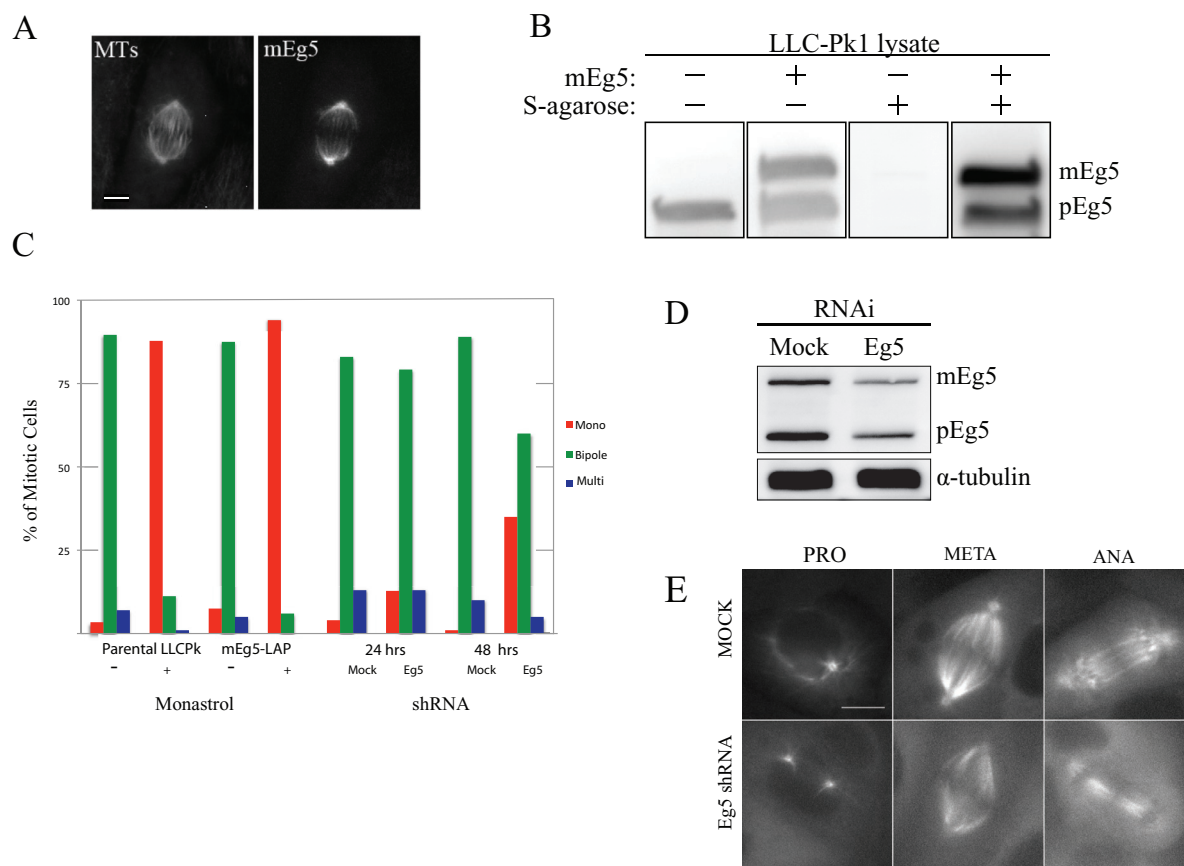 A
MTs mEg5
B
LLC-Pk1 lysate
mEg5: − + − +
S-agarose: − − + +
mEg5
pEg5
C
100
75
50
25
% of Mitotic Cells
Mono
Bipole
Multi
Parental LLCPk mEg5-LAP 24 hrs 48 hrs
− + − + Mock Eg5 Mock Eg5
Monastrol shRNA
D
RNAi
Mock Eg5
mEg5
pEg5
α-tubulin
E
PRO META ANA
MOCK
Eg5 shRNA